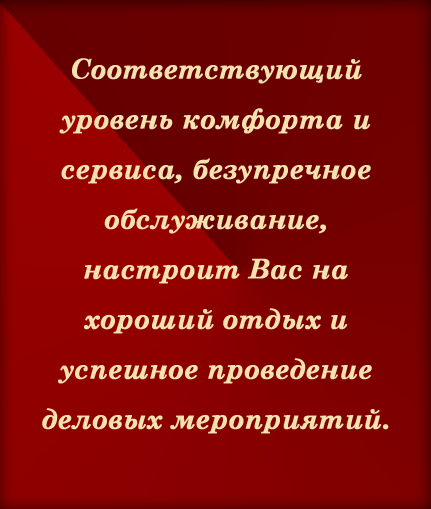 Соответствующий
уровень комфорта и
сервиса, безупречное
обслуживание,
настроит Вас на
хороший отдых и
успешное проведение
деловых мероприятий.